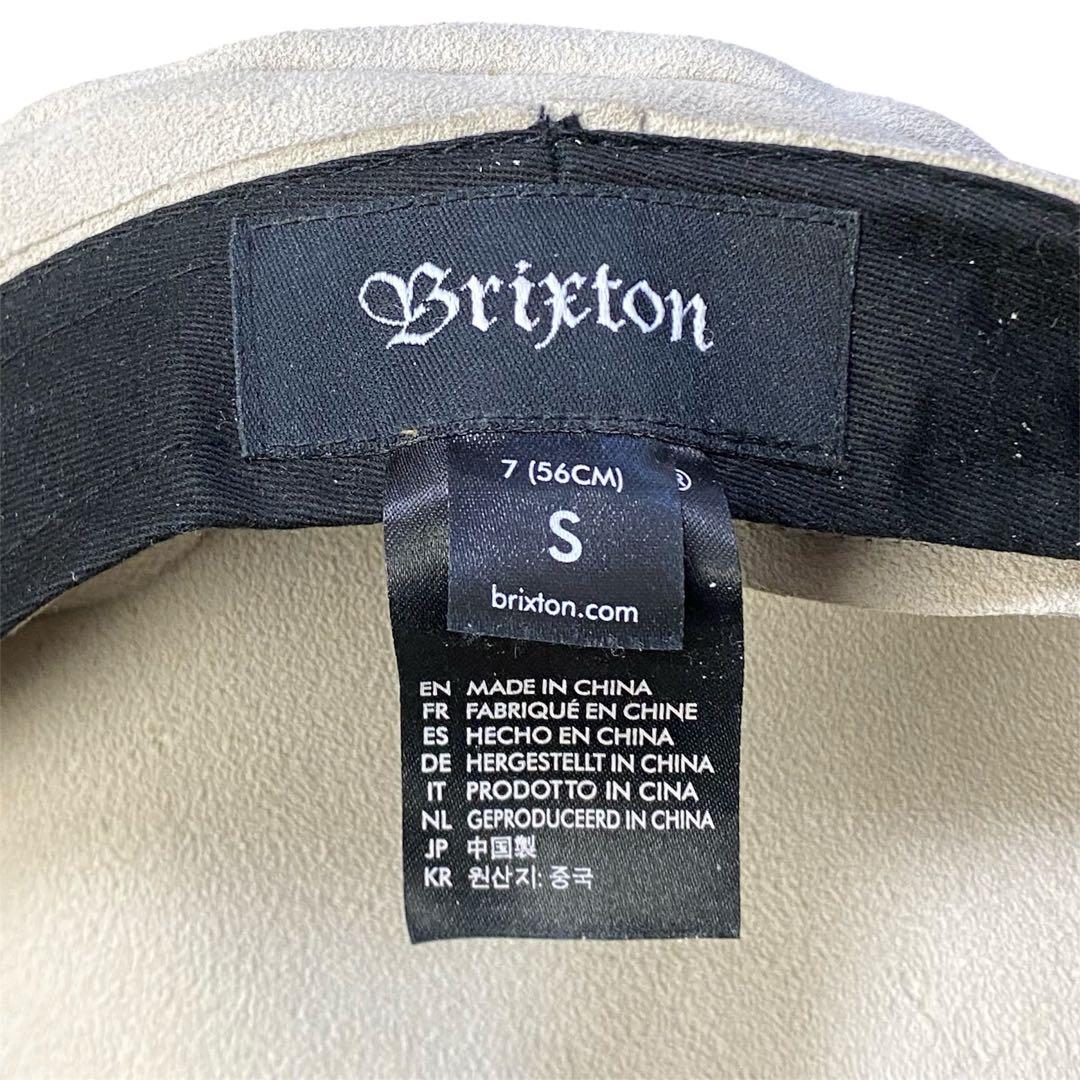 Brixton
7 (56CM)
®
S
brixton.com
EN MADE IN CHINA
FR FABRIQUÉ EN CHINE
ES HECHO EN CHINA
DE HERGESTELLT IN CHINA
IT PRODOTTO IN CINA
NL GEPRODUCEERD IN CHINA
JP 中国製
KR 원산지: 중국